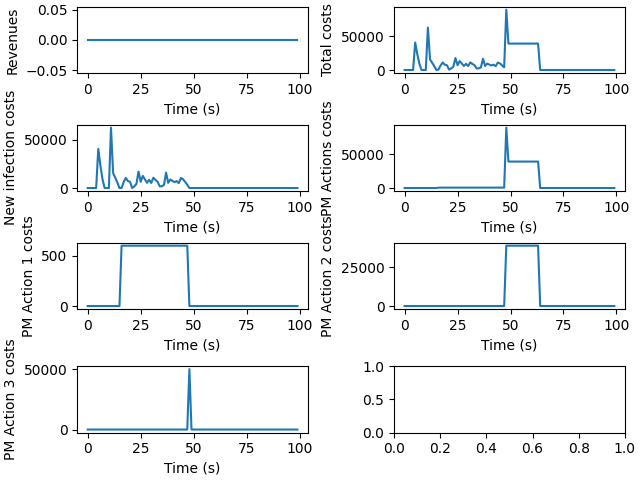 Revenues
0.05
0.00
−0.05
0 25 50 75 100
Time (s)
Total costs
50000
0
0 25 50 75 100
Time (s)
New infection costs
50000
0
0 25 50 75 100
Time (s)
PM Actions costs
50000
0
0 25 50 75 100
Time (s)
PM Action 1 costs
500
0
0 25 50 75 100
Time (s)
PM Action 2 costs
25000
0
0 25 50 75 100
Time (s)
PM Action 3 costs
50000
0
0 25 50 75 100
Time (s)
1.0
0.5
0.0
0.0 0.2 0.4 0.6 0.8 1.0